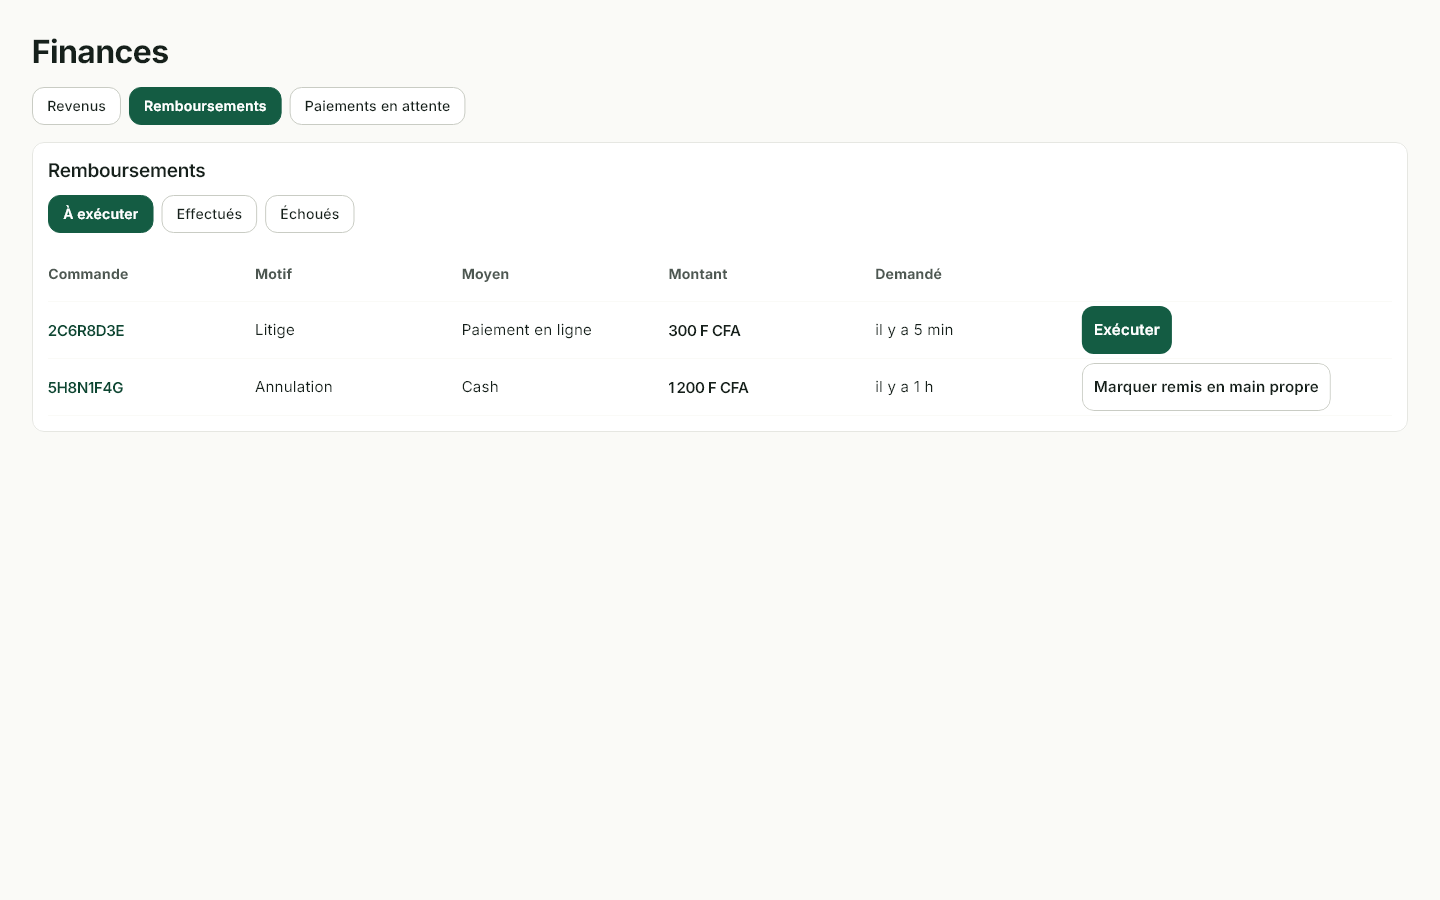 Finances
Revenus Remboursements Paiements en attente
Remboursements
À exécuter Effectués Échoués
Commande Motif Moyen Montant Demandé
2C6R8D3E Litige Paiement en ligne 300 F CFA il y a 5 min Exécuter
5H8N1F4G Annulation Cash 1 200 F CFA il y a 1 h Marquer remis en main propre